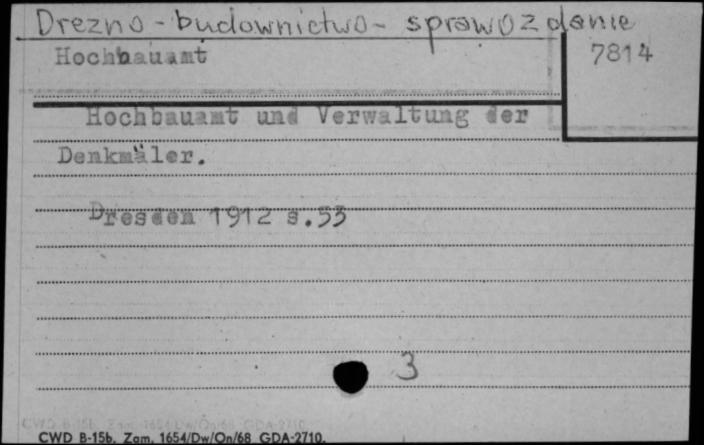 Drezno - budownictwo - sprawozdanie
Hochbauamt
7814
Hochbauamt und Verwaltung der
Denkmäler.
Dresden 1912 s.53
3
CWD B-15b. Zam. 1654/Dw/On/68 GDA-2710.